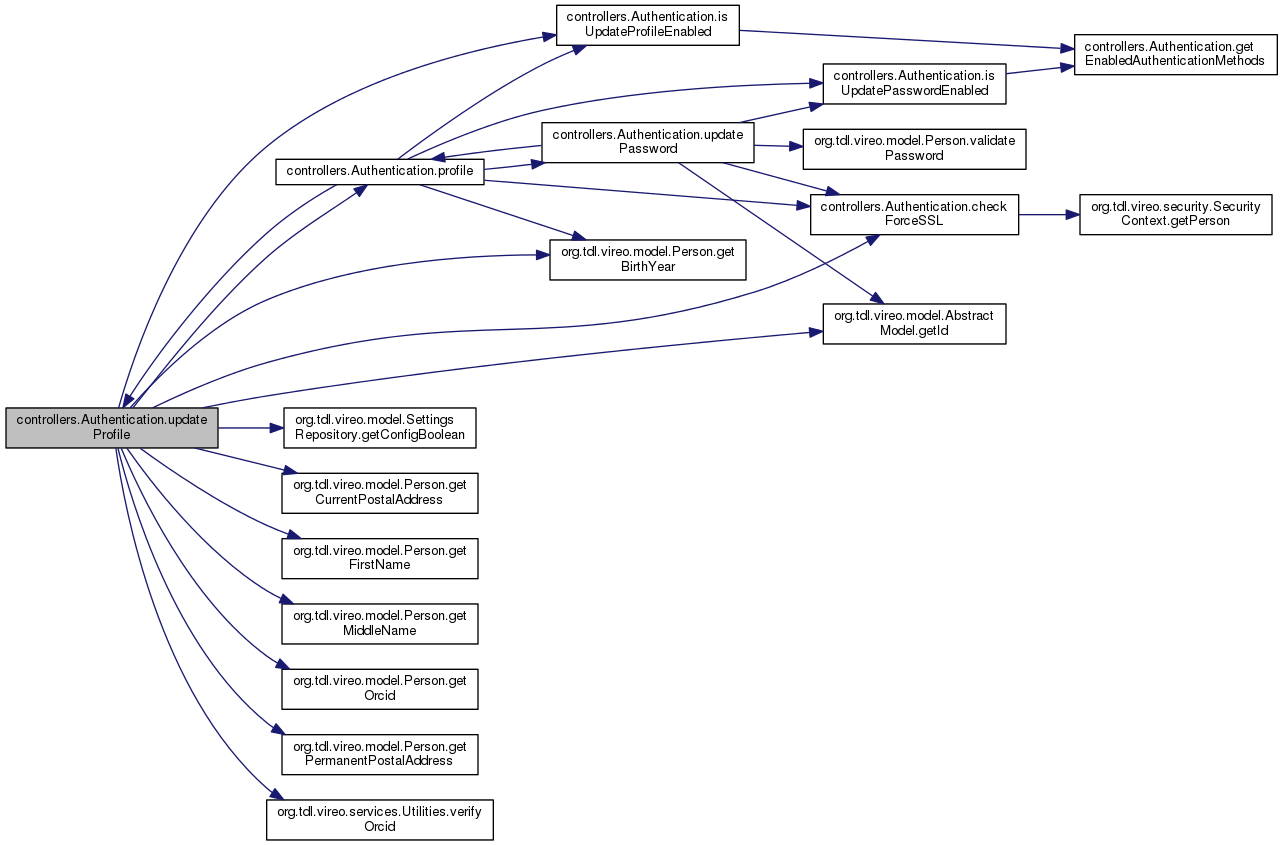 controllers.Authentication.is
UpdateProfileEnabled
controllers.Authentication.get
EnabledAuthenticationMethods
controllers.Authentication.is
UpdatePasswordEnabled
controllers.Authentication.update
Password
org.tdl.vireo.model.Person.validate
Password
controllers.Authentication.profile
controllers.Authentication.check
ForceSSL
org.tdl.vireo.security.Security
Context.getPerson
org.tdl.vireo.model.Person.get
BirthYear
org.tdl.vireo.model.Abstract
Model.getId
controllers.Authentication.update
Profile
org.tdl.vireo.model.Settings
Repository.getConfigBoolean
org.tdl.vireo.model.Person.get
CurrentPostalAddress
org.tdl.vireo.model.Person.get
FirstName
org.tdl.vireo.model.Person.get
MiddleName
org.tdl.vireo.model.Person.get
Orcid
org.tdl.vireo.model.Person.get
PermanentPostalAddress
org.tdl.vireo.services.Utilities.verify
Orcid